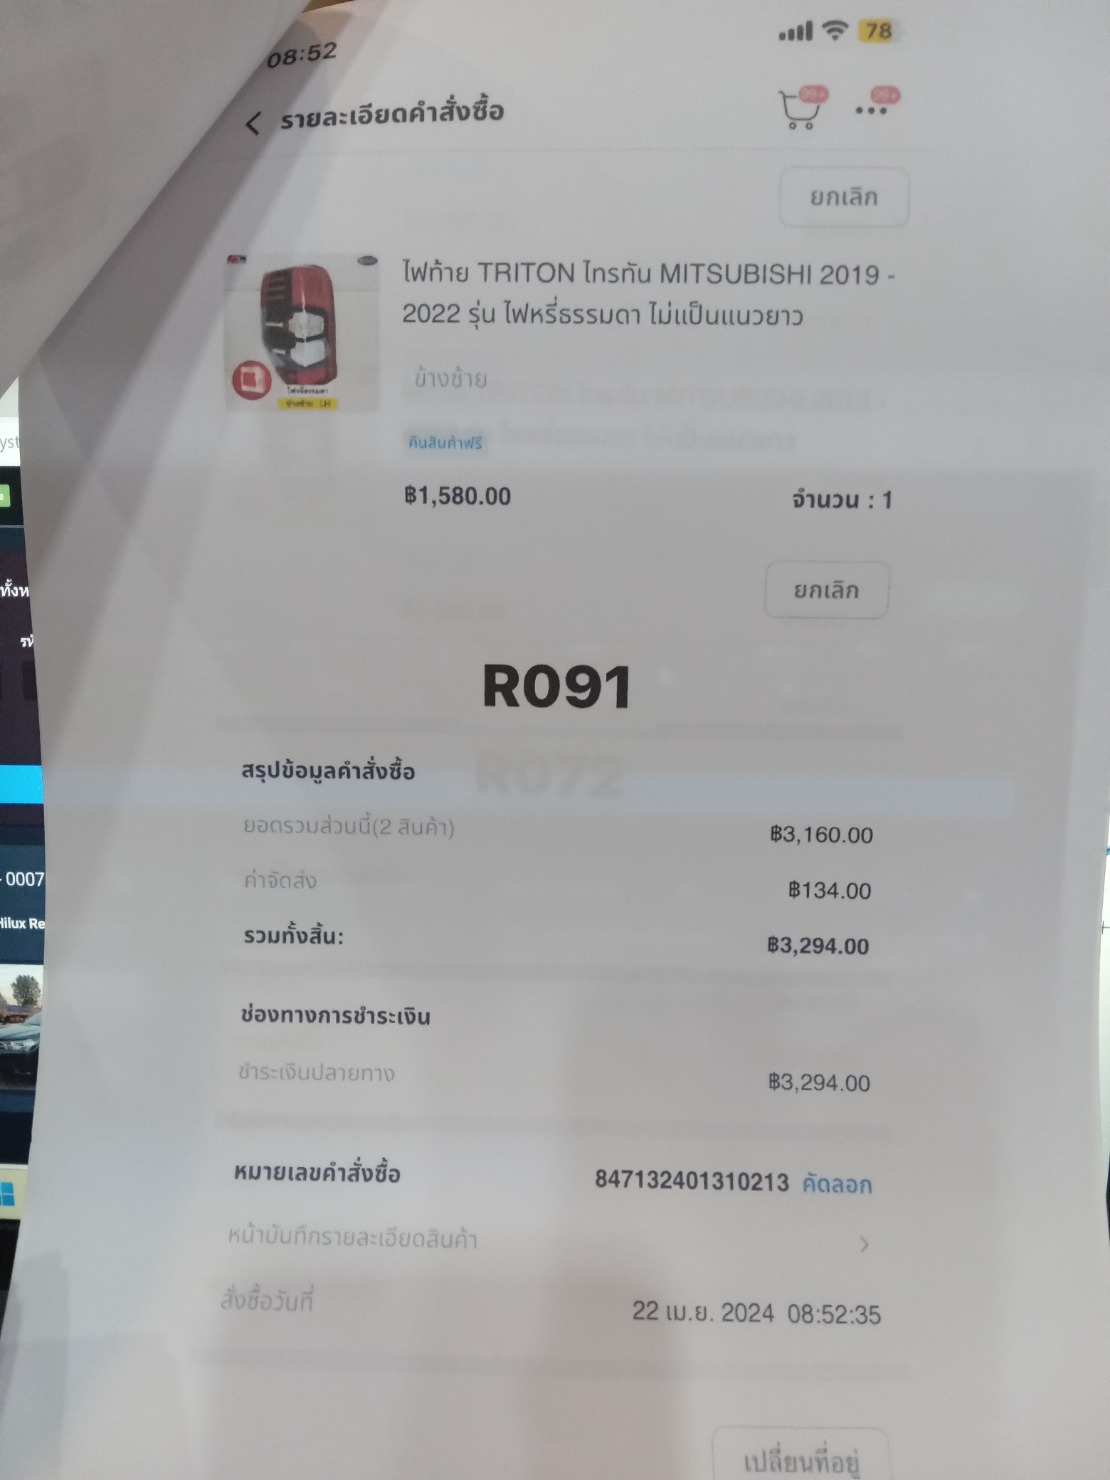 08:52
78
รายละเอียดคำสั่งซื้อ
99+
99+
ยกเลิก
ไฟท้าย TRITON ไทรทัน MITSUBISHI 2019 -
2022 รุ่น ไฟหรี่ธรรมดา ไม่เป็นแนวยาว
ข้างซ้าย
คืนสินค้าฟรี
฿1,580.00
จำนวน : 1
ยกเลิก
R091
R072
สรุปข้อมูลคำสั่งซื้อ
ยอดรวมส่วนนี้(2 สินค้า)
฿3,160.00
ค่าจัดส่ง
฿134.00
รวมทั้งสิ้น:
฿3,294.00
ช่องทางการชำระเงิน
ชำระเงินปลายทาง
฿3,294.00
หมายเลขคำสั่งซื้อ
847132401310213 คัดลอก
หน้าบันทึกรายละเอียดสินค้า
สั่งซื้อวันที่
22 เม.ย. 2024 08:52:35
เปลี่ยนที่อยู่
0007
Hilux Re